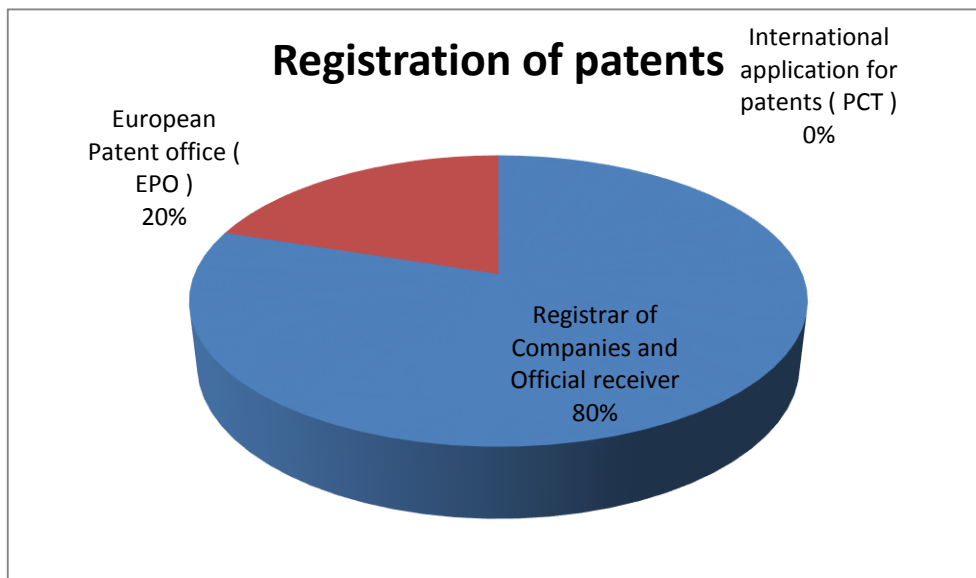 Registration of patents
International
application for
patents ( PCT )
0%
European
Patent office (
EPO )
20%
Registrar of
Companies and
Official receiver
80%